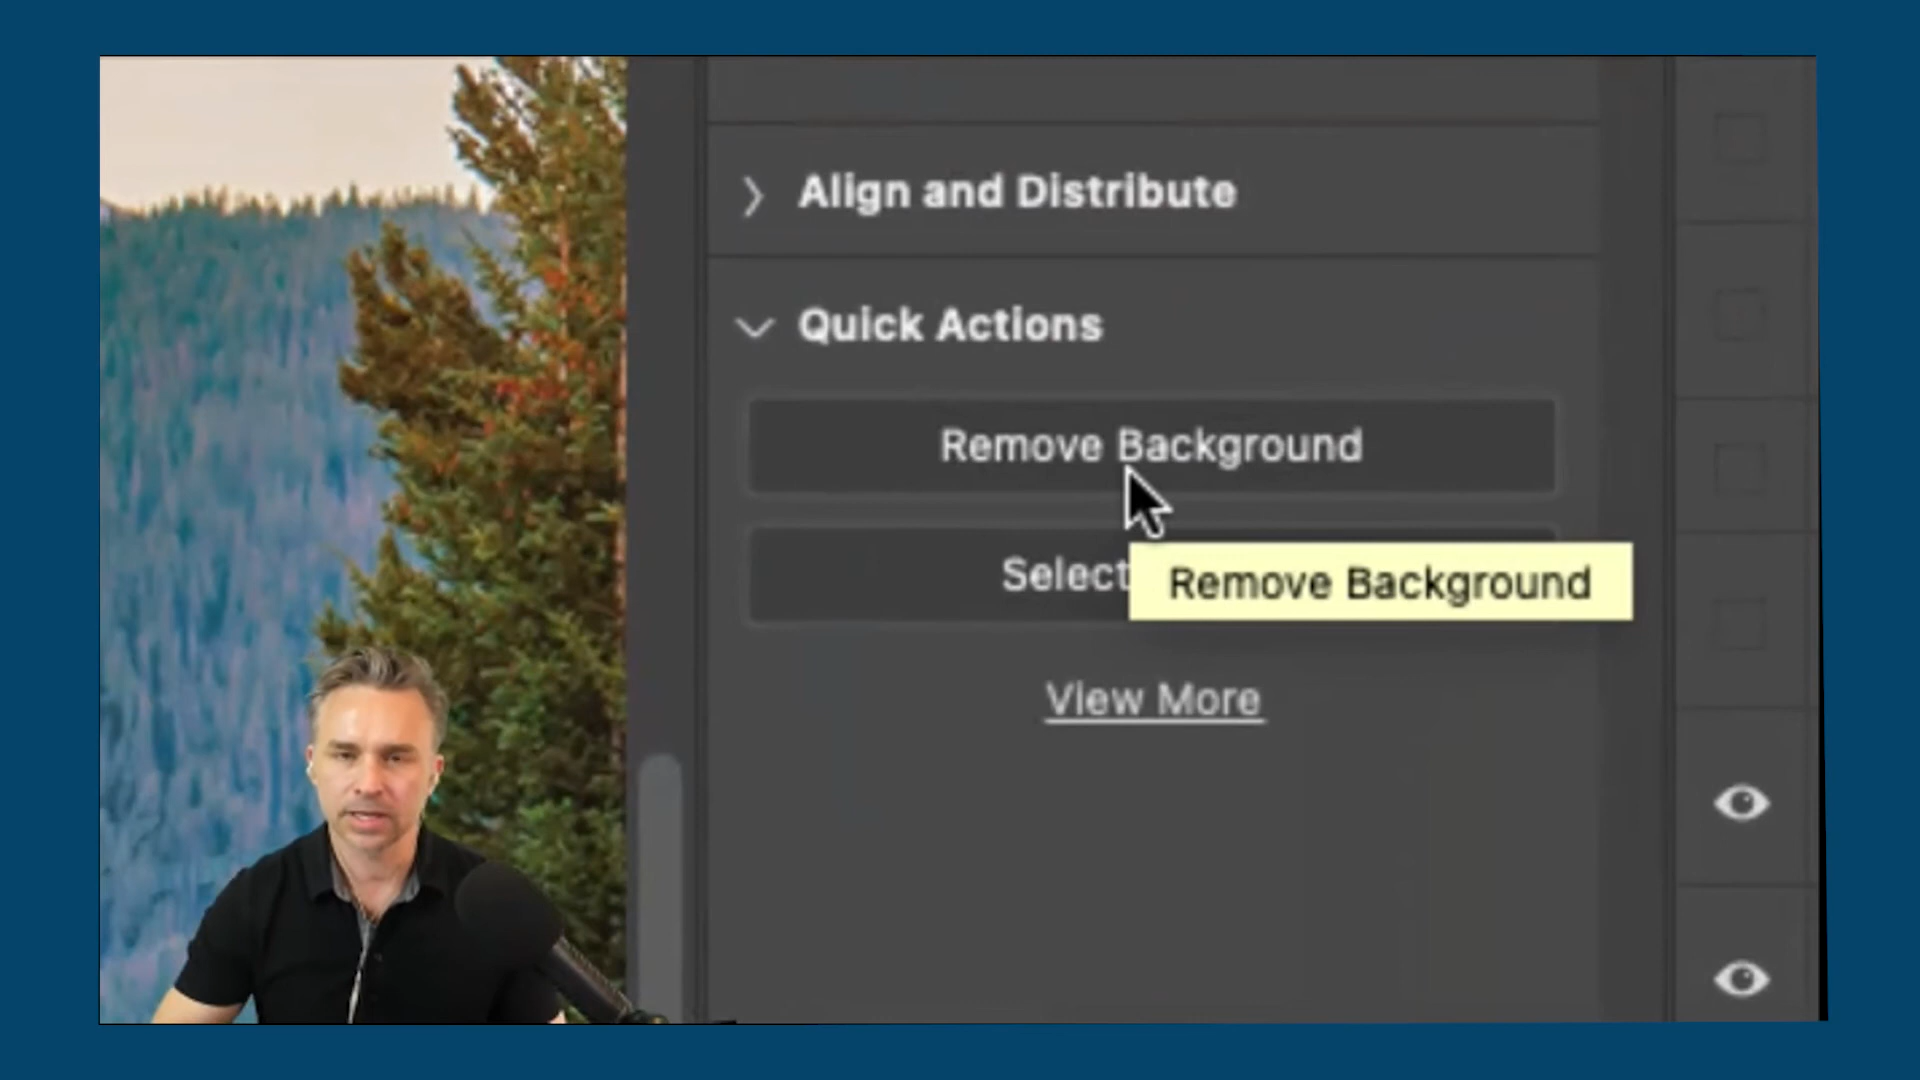 Align and Distribute
Quick Actions
Remove Background
Select
Remove Background
View More